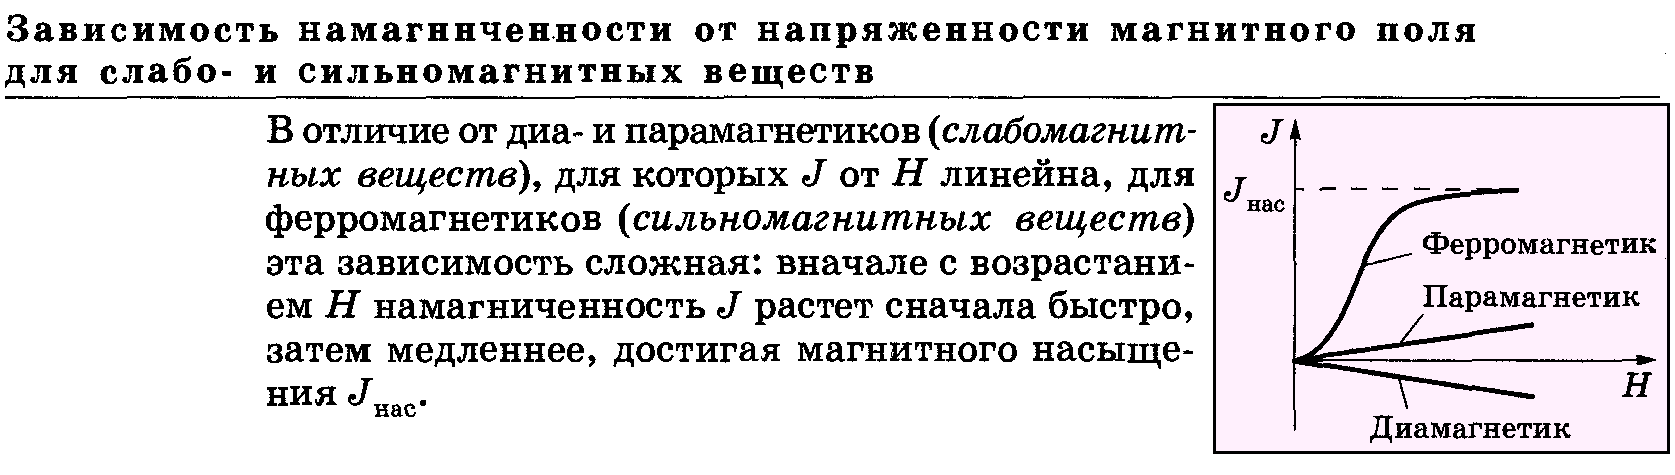 Зависимость намагниченности от напряженности магнитного поля
для слабо- и сильномагнитных веществ
В отличие от диа- и парамагнетиков (слабомагнит-
ных веществ), для которых J от H линейна, для
ферромагнетиков (сильномагнитных веществ)
эта зависимость сложная: вначале с возрастани-
ем H намагниченность J растет сначала быстро,
затем медленнее, достигая магнитного насыще-
ния Jнас.
J
Jнас
Ферромагнетик
Парамагнетик
H
Диамагнетик